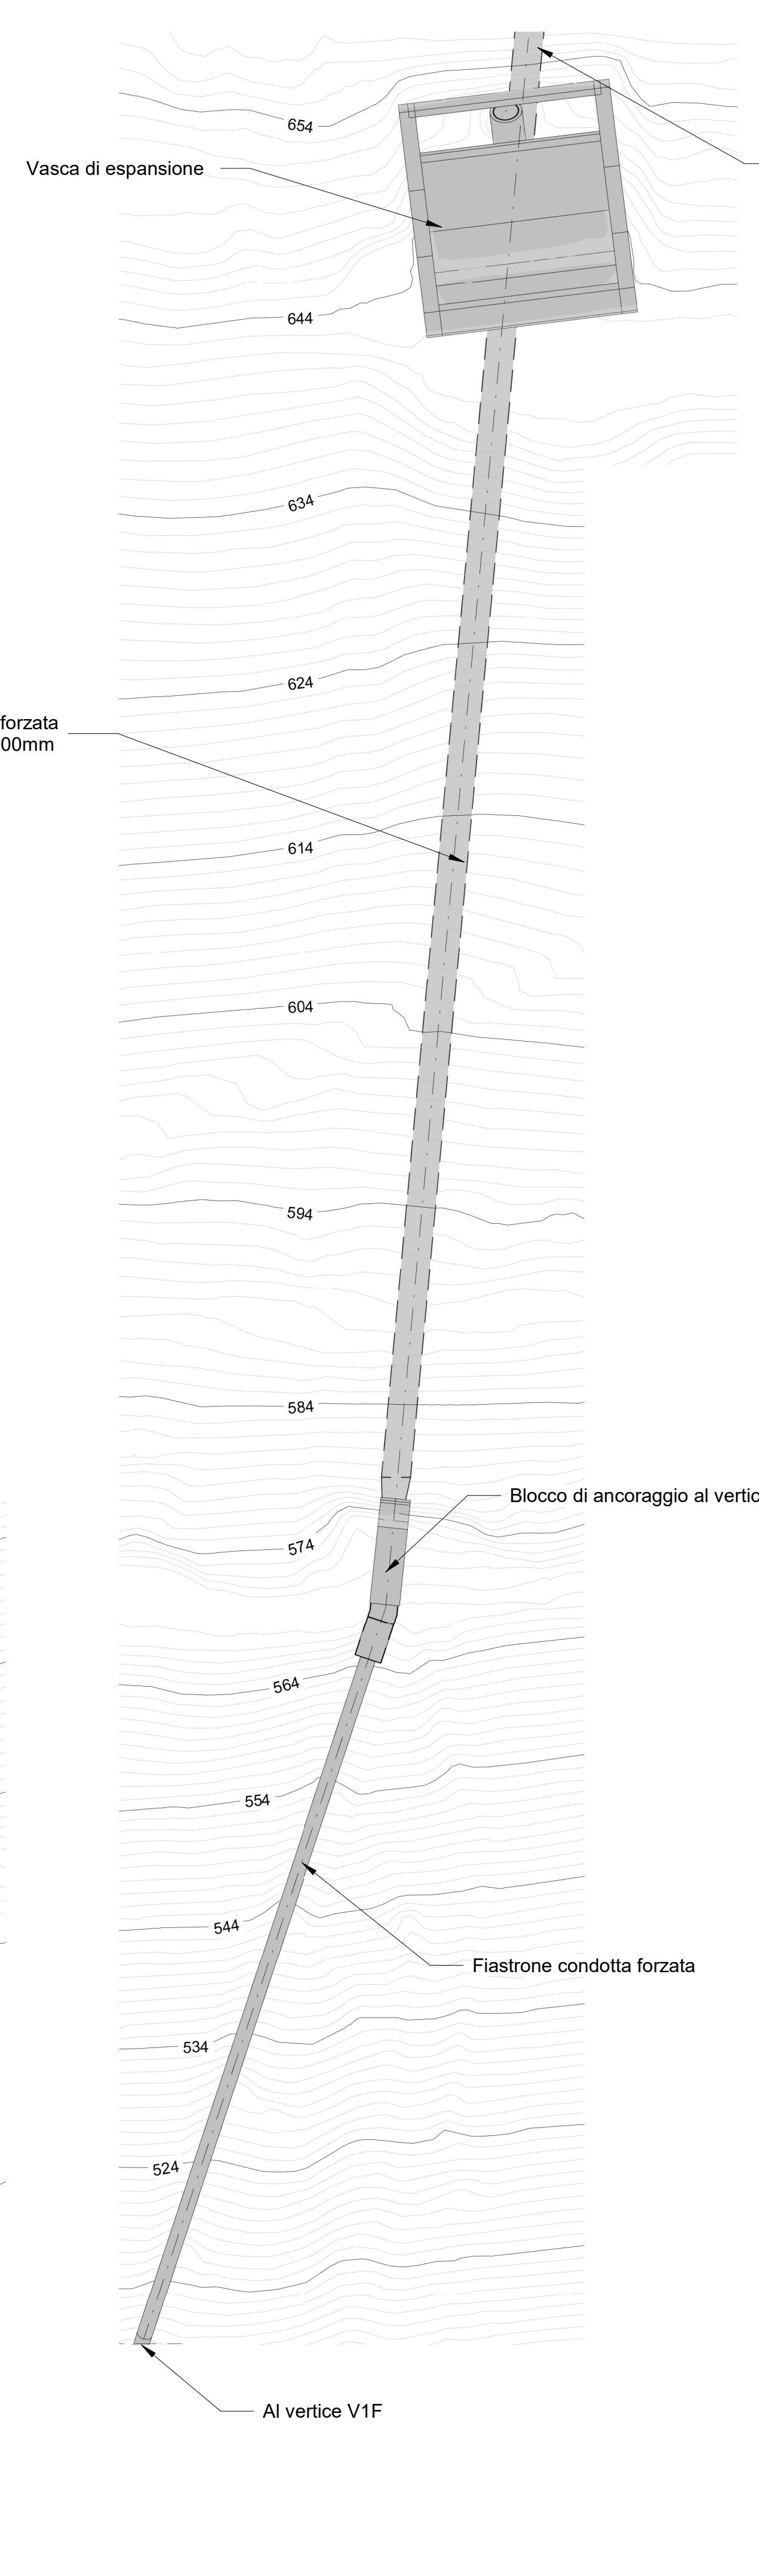 654
Vasca di espansione
644
634
624
forzata
00mm
614
604
594
584
Blocco di ancoraggio al vertic
574
564
554
544
Fiastrone condotta forzata
534
524
Al vertice V1F